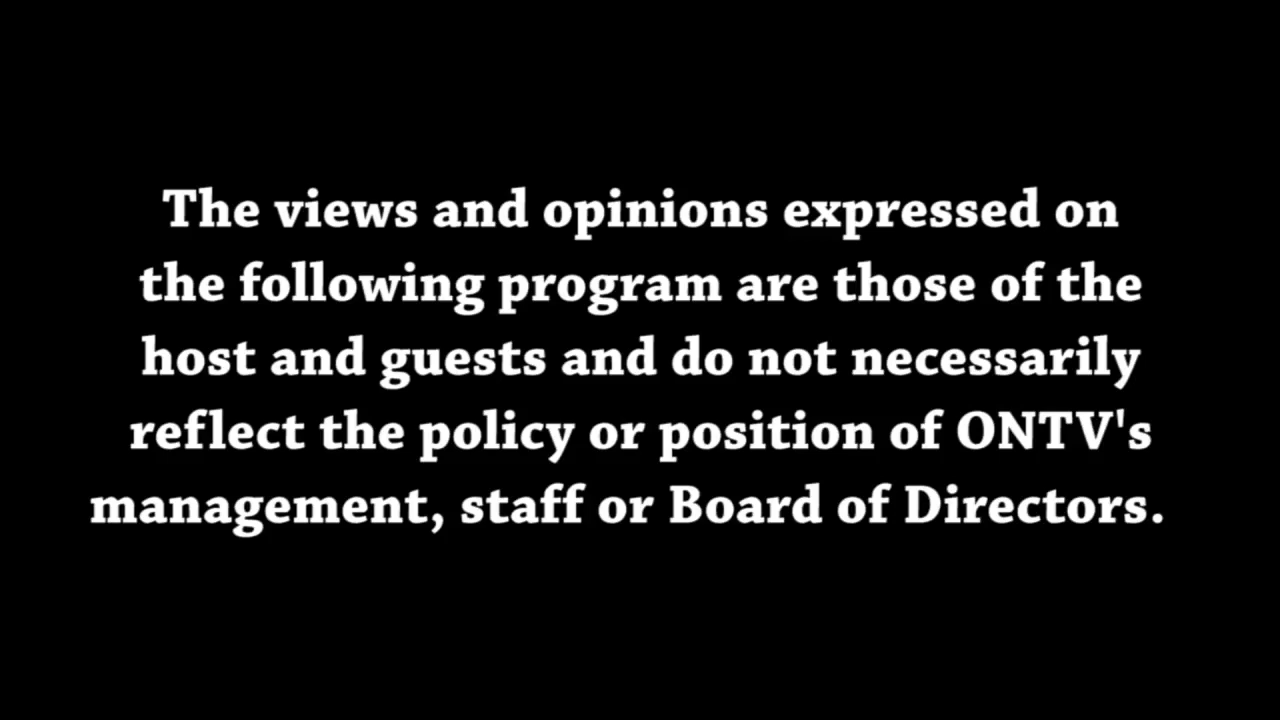 The views and opinions expressed on
the following program are those of the
host and guests and do not necessarily
reflect the policy or position of ONTV's
management, staff or Board of Directors.